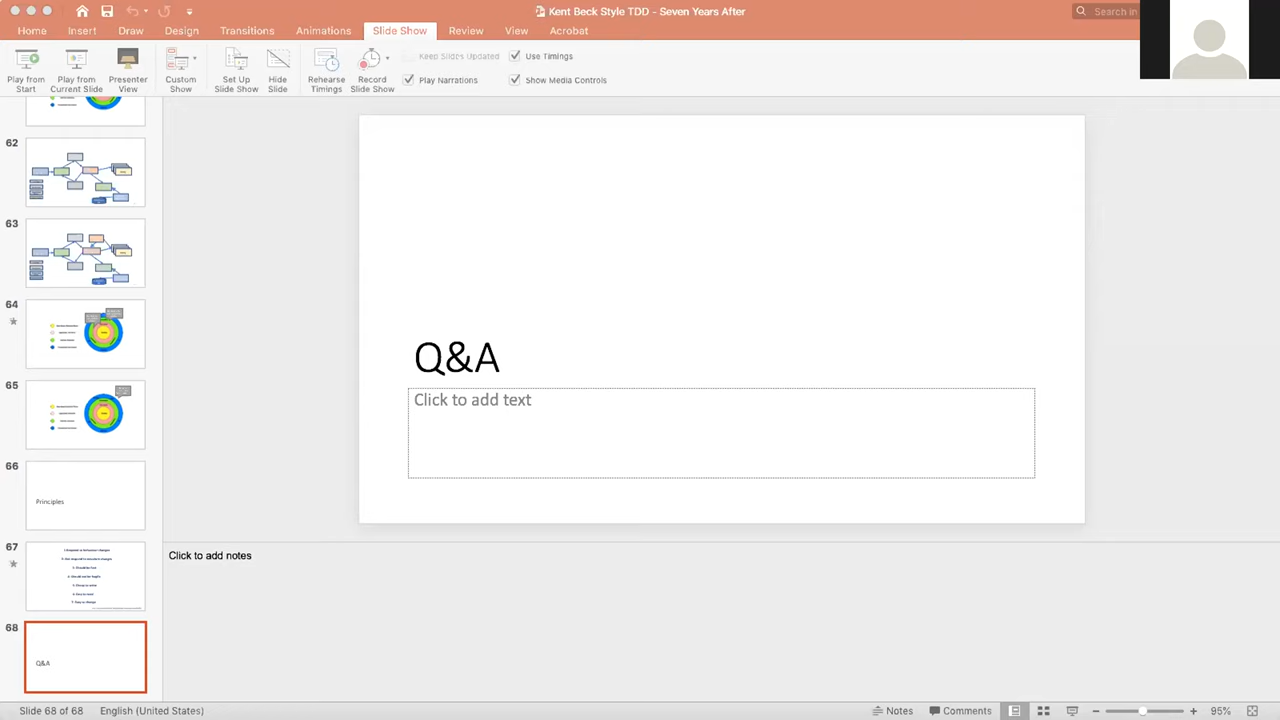 Kent Beck Style TDD - Seven Years After
Search in
Home Insert Draw Design Transitions Animations Slide Show Review View Acrobat
Keep Slides Updated Use Timings
Play Narrations Show Media Controls
Play from Start
Play from Current Slide
Presenter View
Custom Show
Set Up Slide Show
Hide Slide
Rehearse Timings
Record Slide Show
62
63
64
65
66
Principles
67
68
Q&A
Q&A
Click to add text
Click to add notes
Slide 68 of 68 English (United States) Notes Comments 95%